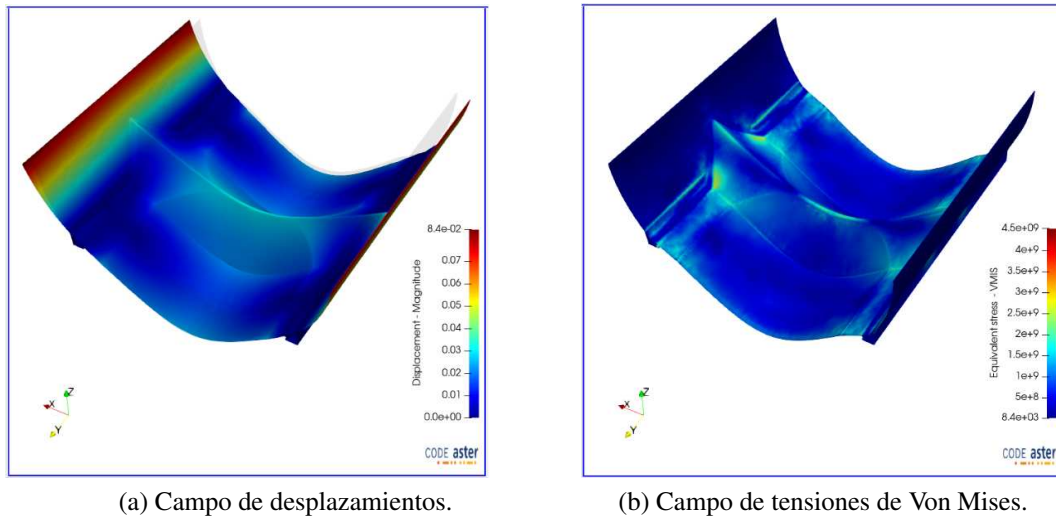 8.4e-02
0.07
0.06
0.05
0.04
0.03
0.02
0.01
0.0e+00
Displacement - Magnitude
X
Z
Y
CODE aster
(a) Campo de desplazamientos.
4.5e+09
4e+9
3.5e+9
3e+9
2.5e+9
2e+9
1.5e+9
1e+9
5e+8
8.4e+03
Equivalent stress - VMIS
X
Z
Y
CODE aster
(b) Campo de tensiones de Von Mises.